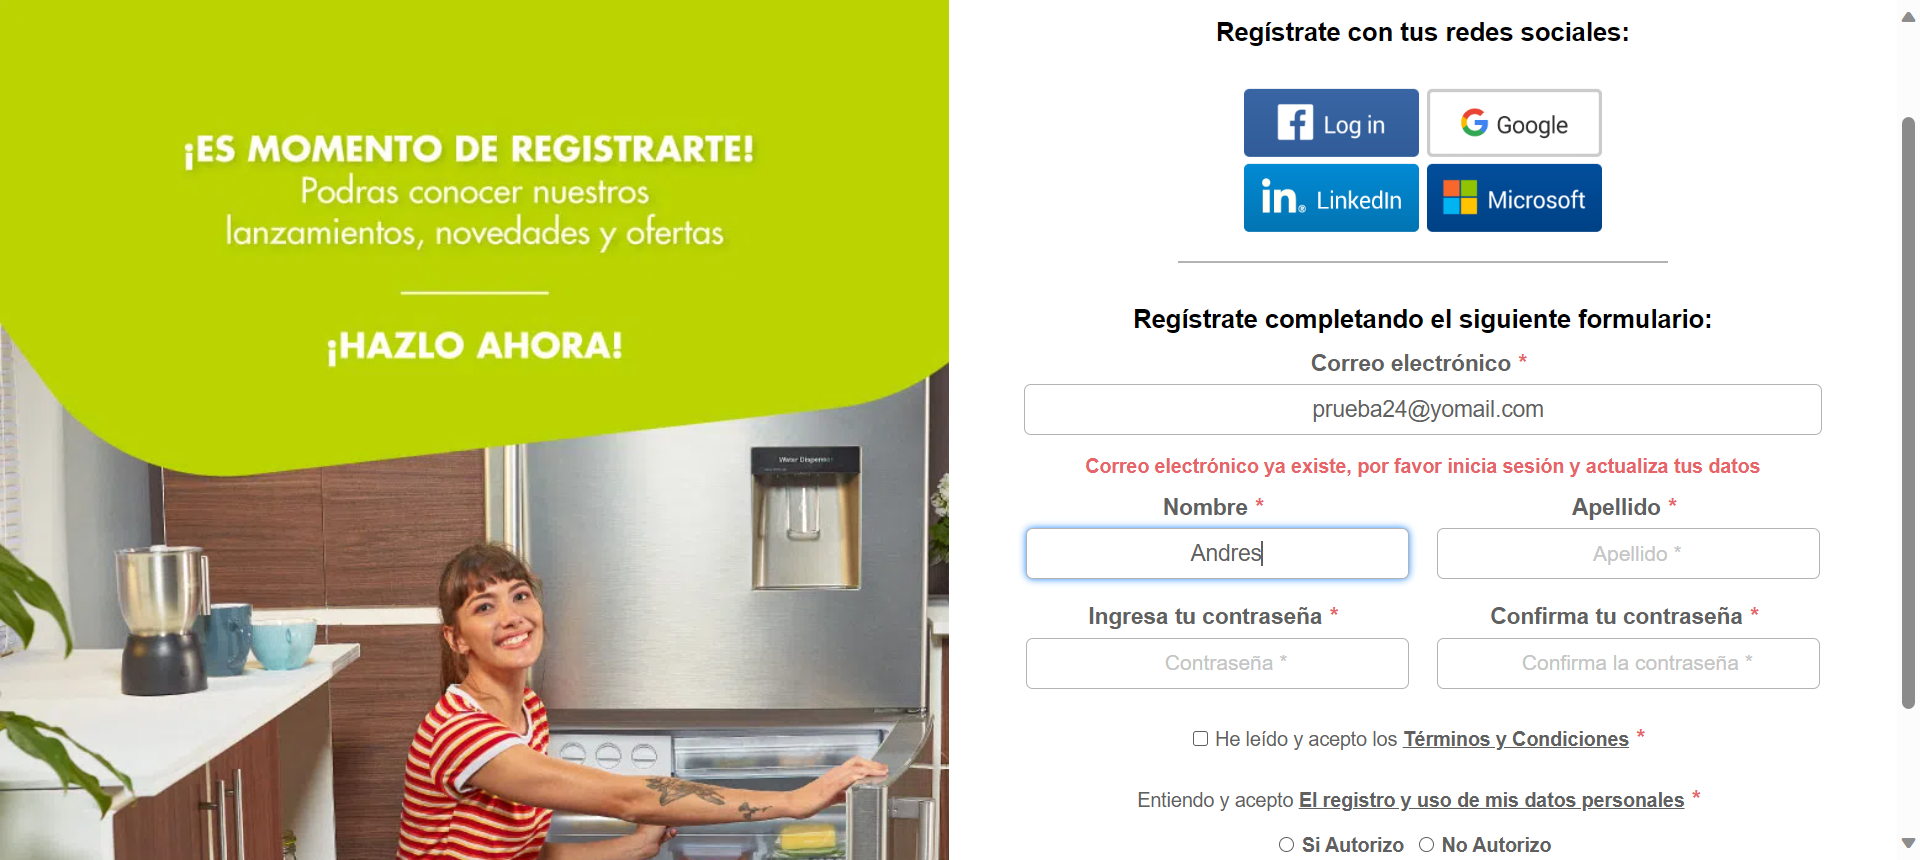 ¡ES MOMENTO DE REGISTRARTE!
Podras conocer nuestros
lanzamientos, novedades y ofertas
¡HAZLO AHORA!
Water Dispenser
Regístrate con tus redes sociales:
Log in
Google
in. LinkedIn
Microsoft
Regístrate completando el siguiente formulario:
Correo electrónico *
prueba24@yomail.com
Correo electrónico ya existe, por favor inicia sesión y actualiza tus datos
Nombre * Apellido *
Andres Apellido *
Ingresa tu contraseña * Confirma tu contraseña *
Contraseña * Confirma la contraseña *
He leído y acepto los Términos y Condiciones *
Entiendo y acepto El registro y uso de mis datos personales *
Si Autorizo No Autorizo